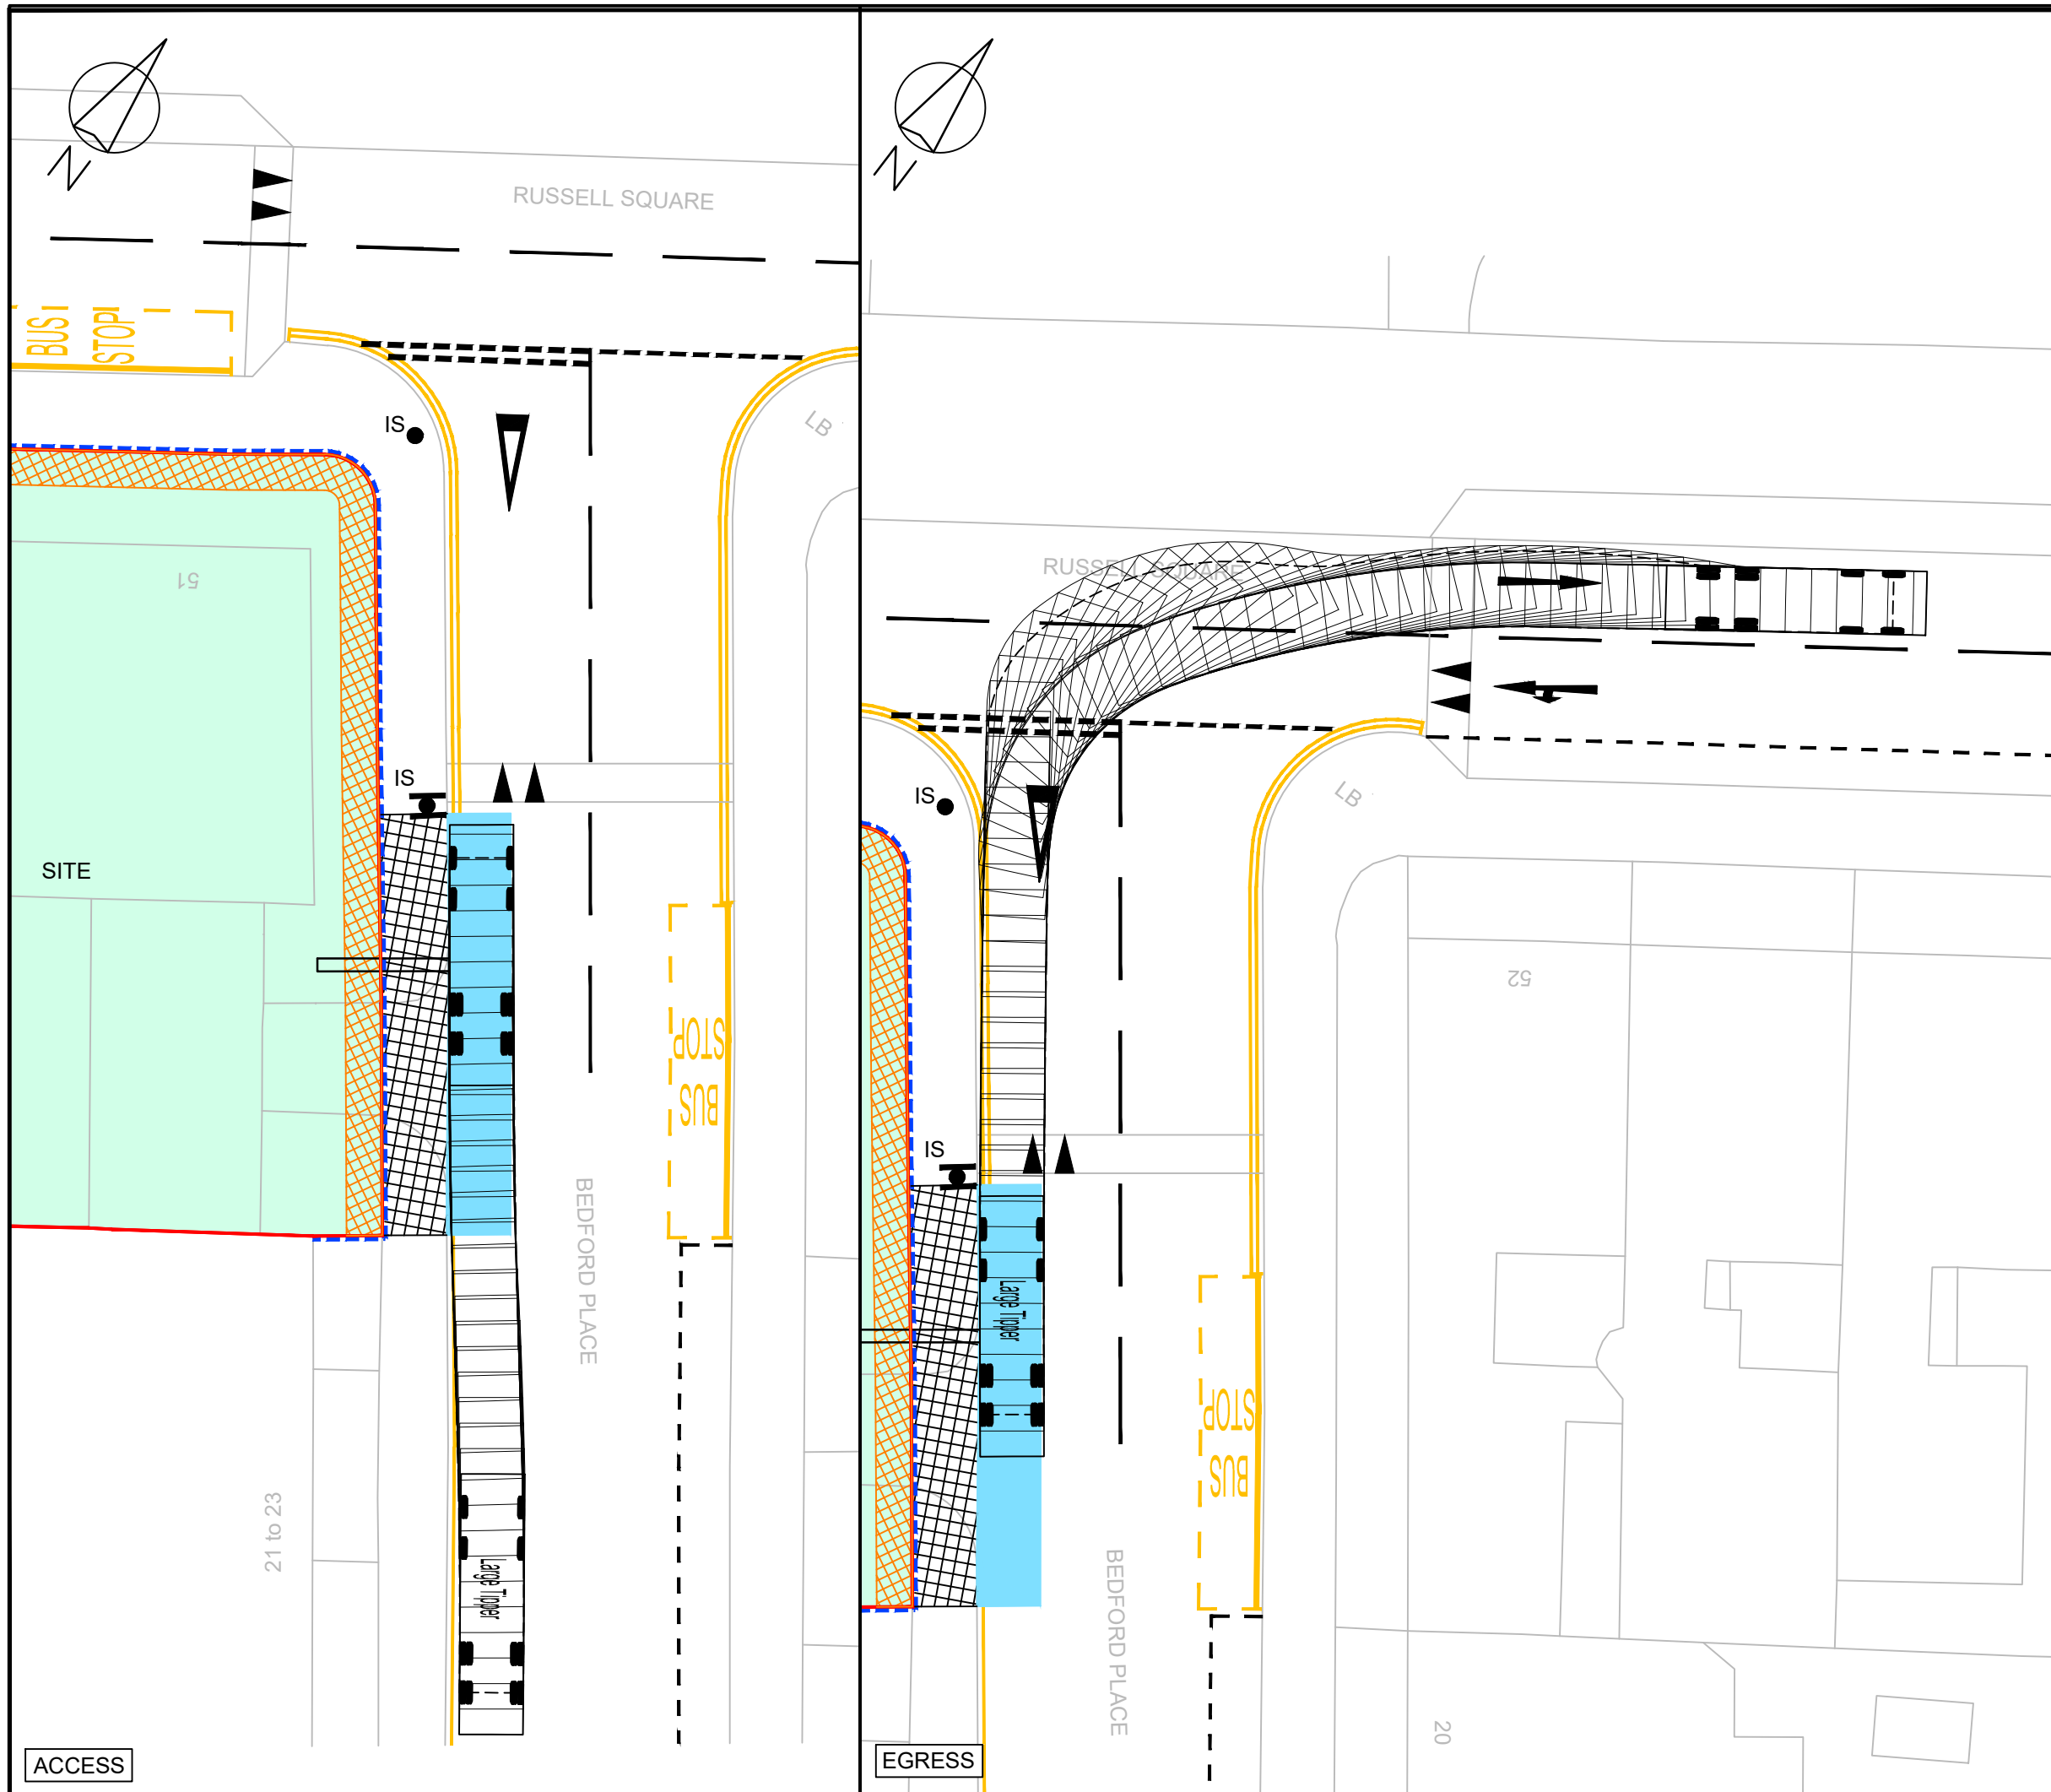 N
RUSSELL SQUARE
BUS
STOP
IS
LB
51
IS
SITE
STOP
BUS
BEDFORD PLACE
21 to 23
Large Tipper
ACCESS
N
RUSSELL SQUARE
IS
LB
52
IS
Large Tipper
STOP
BUS
BEDFORD PLACE
20
EGRESS